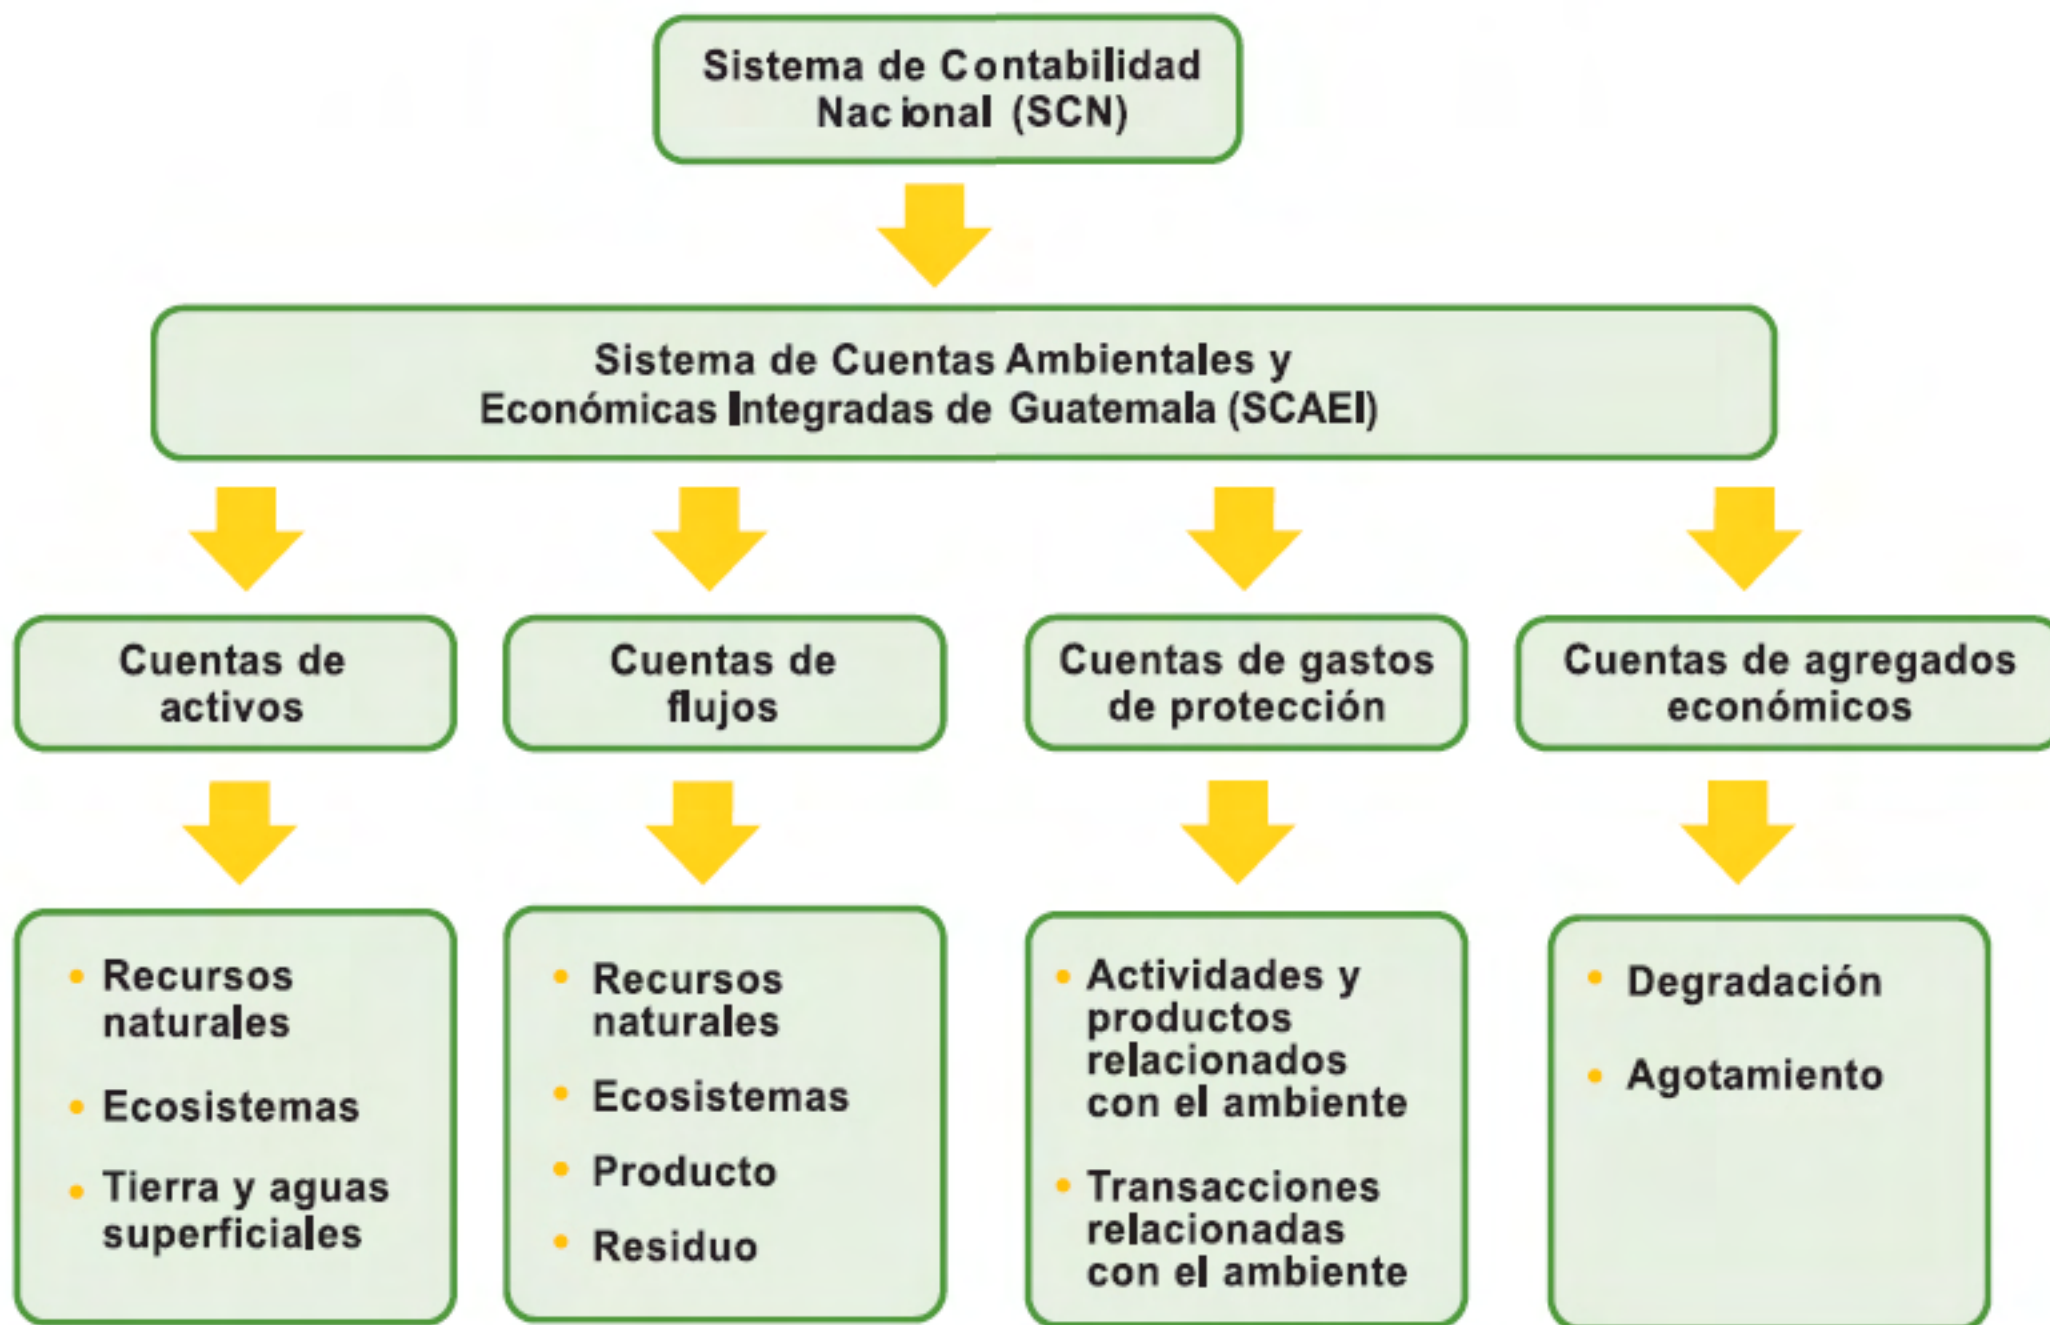 Sistema de Contabilidad
Nacional (SCN)
Sistema de Cuentas Ambientales y
Económicas Integradas de Guatemala (SCAEI)
Cuentas de
activos
Cuentas de
flujos
Cuentas de gastos
de protección
Cuentas de agregados
económicos
• Recursos
naturales
• Ecosistemas
• Tierra y aguas
superficiales
• Recursos
naturales
• Ecosistemas
• Producto
• Residuo
• Actividades y
productos
relacionados
con el ambiente
• Transacciones
relacionadas
con el ambiente
• Degradación
• Agotamiento